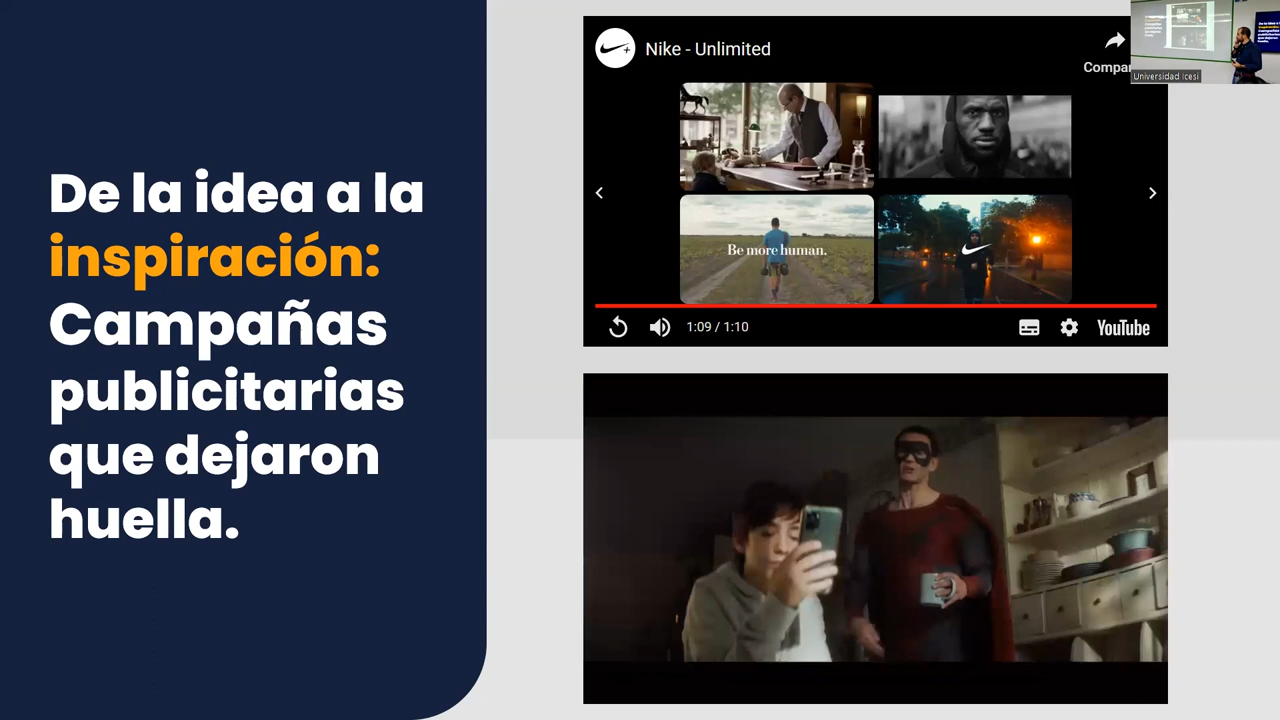 De la idea a la
inspiración:
Campañas
publicitarias
que dejaron
huella.
Nike - Unlimited
Be more human.
1:09 / 1:10
YouTube
Universidad Icesi